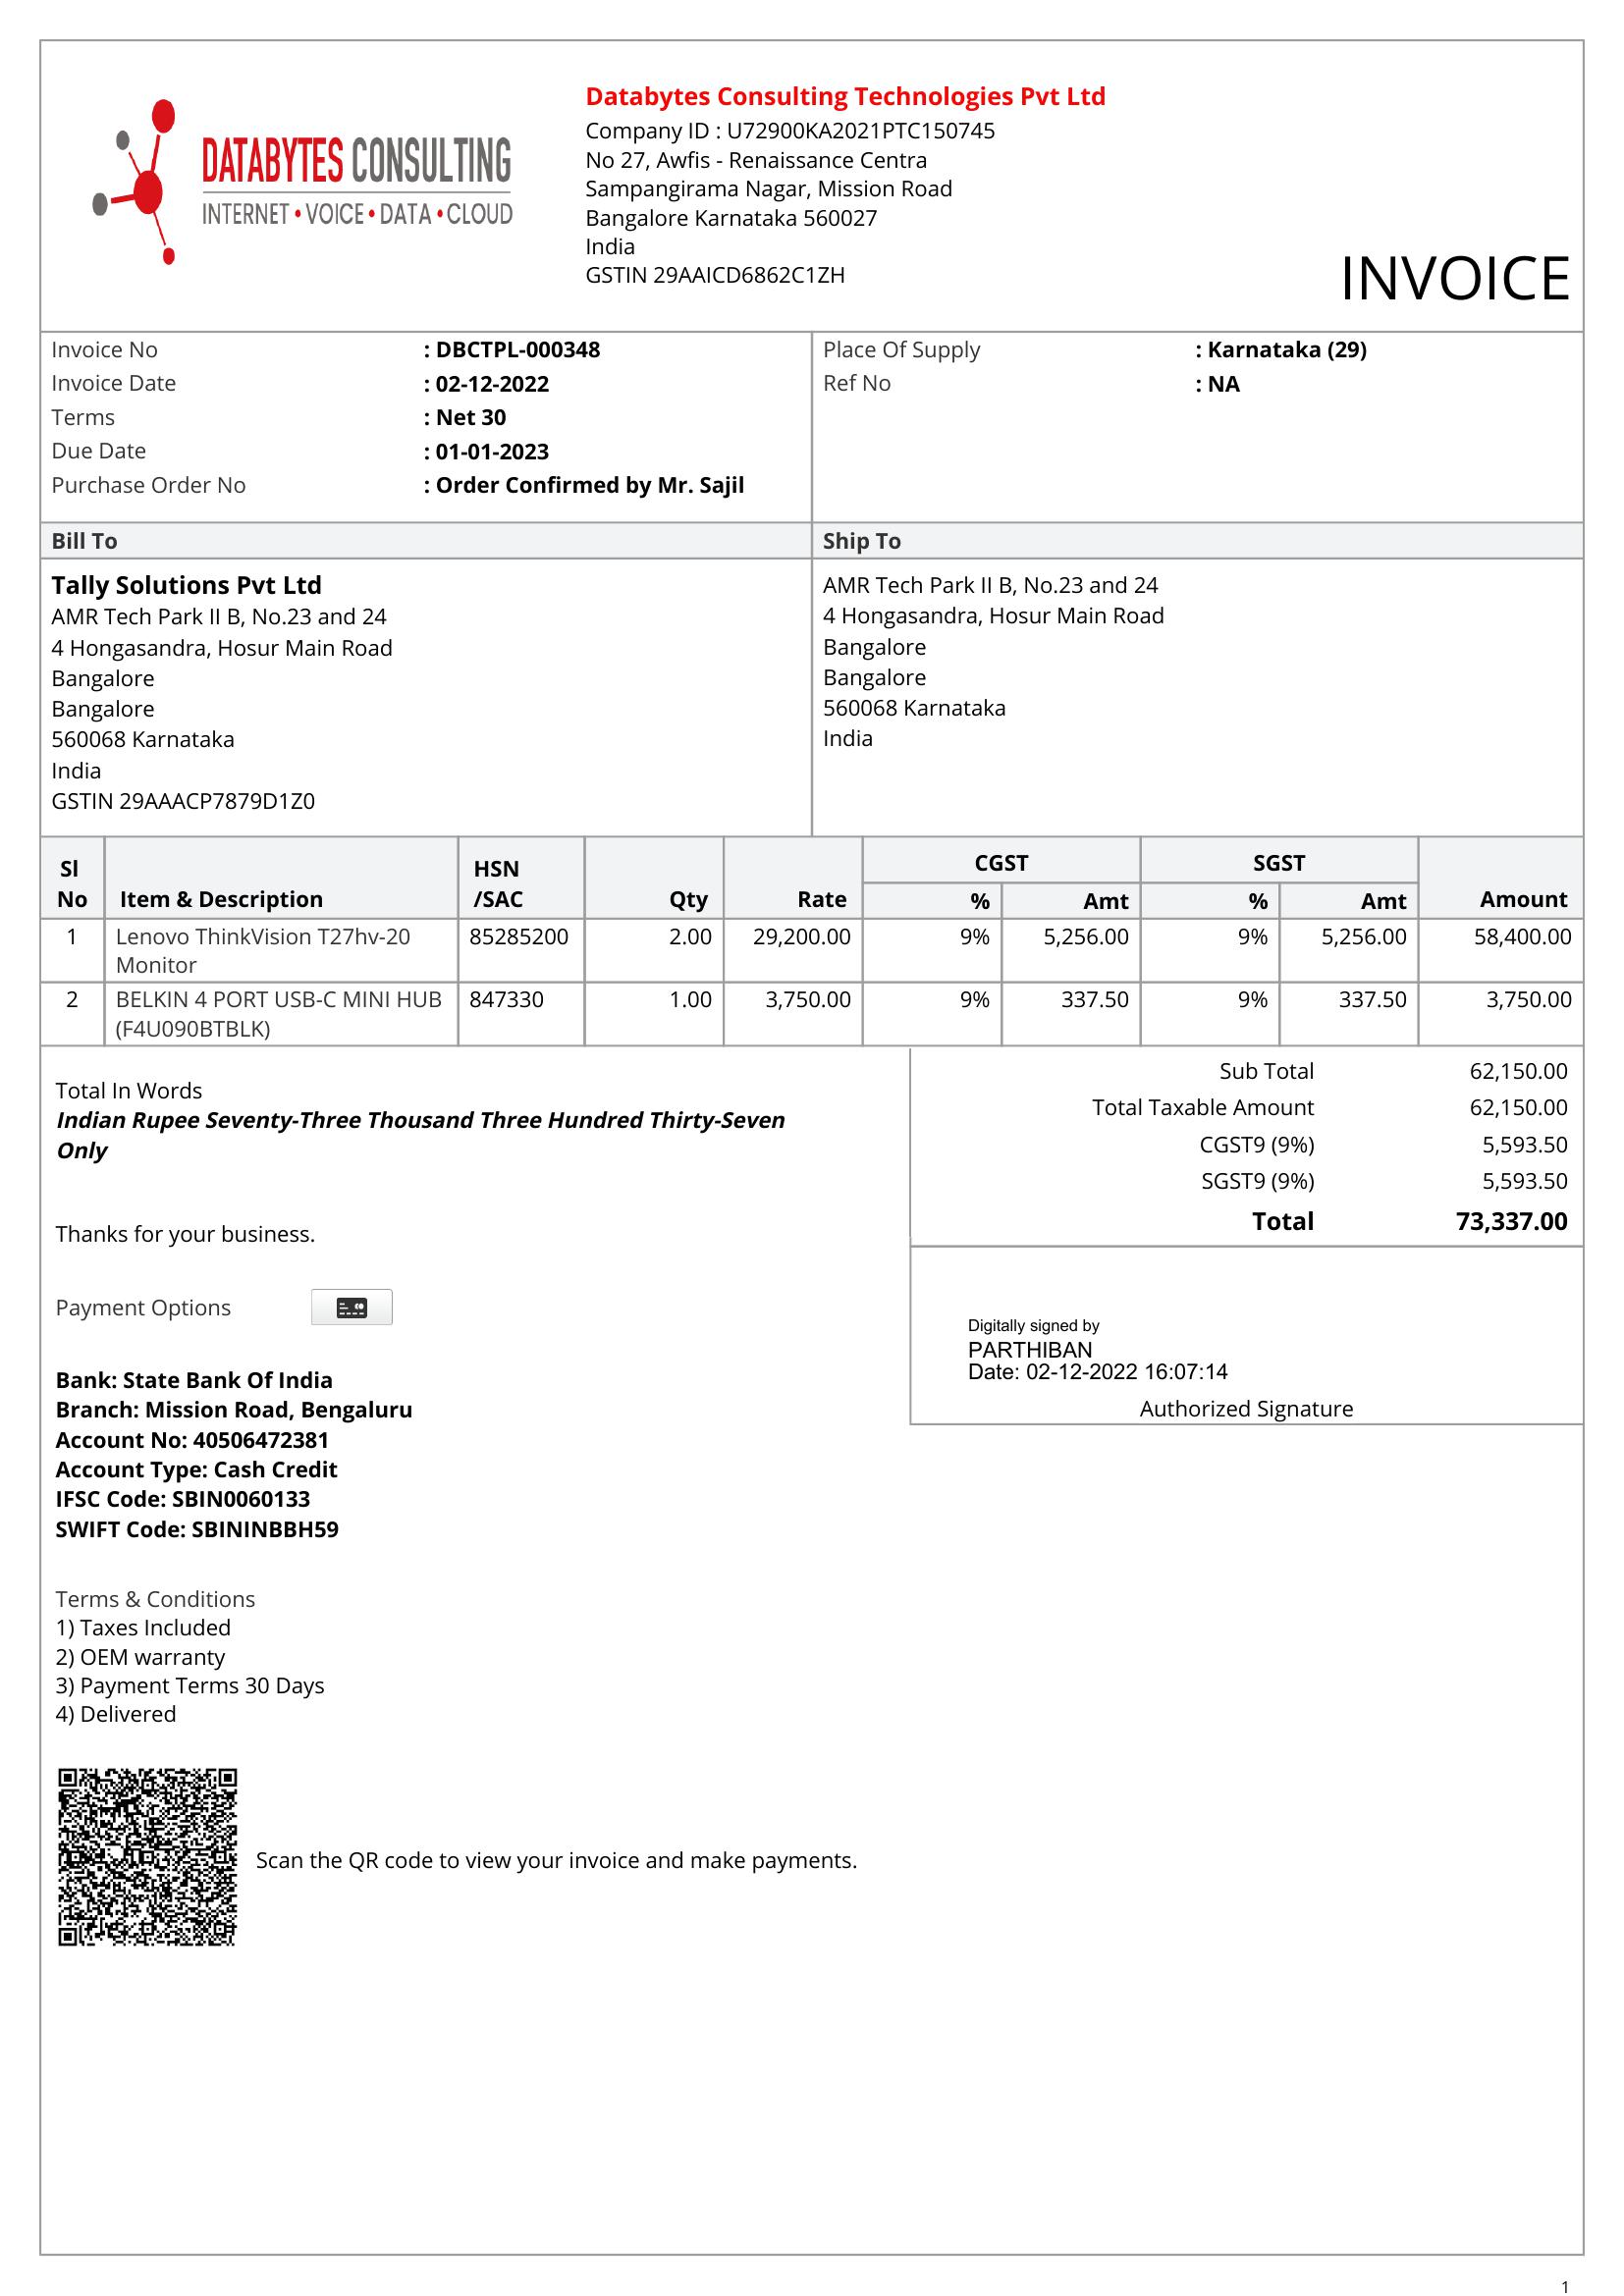 DATABYTES CONSULTING
INTERNET • VOICE • DATA • CLOUD
Databytes Consulting Technologies Pvt Ltd
Company ID : U72900KA2021PTC150745
No 27, Awfis - Renaissance Centra
Sampangirama Nagar, Mission Road
Bangalore Karnataka 560027
India
GSTIN 29AAICD6862C1ZH
INVOICE
Invoice No : DBCTPL-000348
Invoice Date : 02-12-2022
Terms : Net 30
Due Date : 01-01-2023
Purchase Order No : Order Confirmed by Mr. Sajil
Place Of Supply : Karnataka (29)
Ref No : NA
Bill To
Tally Solutions Pvt Ltd
AMR Tech Park II B, No.23 and 24
4 Hongasandra, Hosur Main Road
Bangalore
Bangalore
560068 Karnataka
India
GSTIN 29AAACP7879D1Z0
Ship To
AMR Tech Park II B, No.23 and 24
4 Hongasandra, Hosur Main Road
Bangalore
Bangalore
560068 Karnataka
India
Sl No Item & Description HSN /SAC Qty Rate CGST % Amt SGST % Amt Amount
1 Lenovo ThinkVision T27hv-20 85285200 2.00 29,200.00 9% 5,256.00 9% 5,256.00 58,400.00
Monitor
2 BELKIN 4 PORT USB-C MINI HUB 847330 1.00 3,750.00 9% 337.50 9% 337.50 3,750.00
(F4U090BTBLK)
Total In Words
Indian Rupee Seventy-Three Thousand Three Hundred Thirty-Seven
Only
Thanks for your business.
Sub Total 62,150.00
Total Taxable Amount 62,150.00
CGST9 (9%) 5,593.50
SGST9 (9%) 5,593.50
Total 73,337.00
Payment Options
Digitally signed by
PARTHIBAN
Date: 02-12-2022 16:07:14
Authorized Signature
Bank: State Bank Of India
Branch: Mission Road, Bengaluru
Account No: 40506472381
Account Type: Cash Credit
IFSC Code: SBIN0060133
SWIFT Code: SBININBBH59
Terms & Conditions
1) Taxes Included
2) OEM warranty
3) Payment Terms 30 Days
4) Delivered
Scan the QR code to view your invoice and make payments.
1